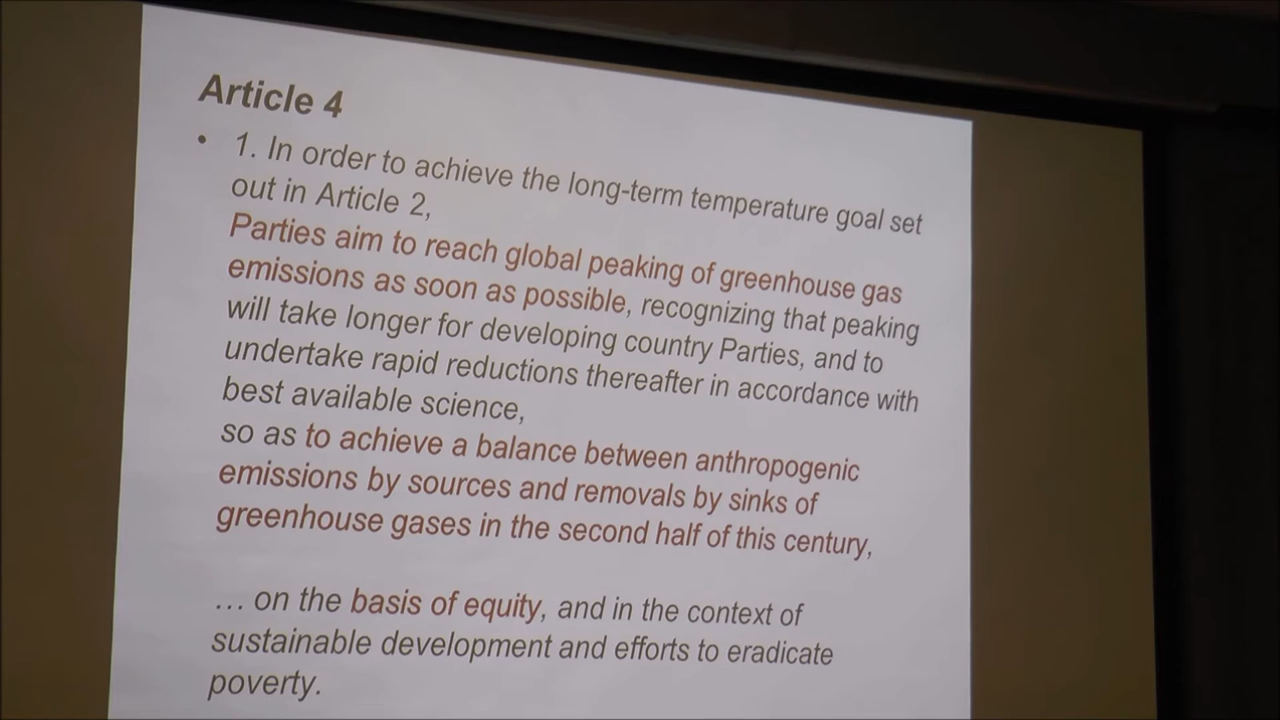 Article 4
• 1. In order to achieve the long-term temperature goal set
out in Article 2,
Parties aim to reach global peaking of greenhouse gas
emissions as soon as possible, recognizing that peaking
will take longer for developing country Parties, and to
undertake rapid reductions thereafter in accordance with
best available science,
so as to achieve a balance between anthropogenic
emissions by sources and removals by sinks of
greenhouse gases in the second half of this century,
… on the basis of equity, and in the context of
sustainable development and efforts to eradicate
poverty.